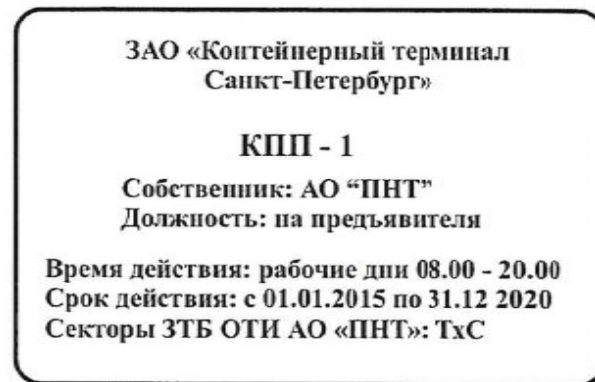 ЗАО «Контейнерный терминал
Санкт-Петербург»
КПП - 1
Собственник: АО “ПНТ”
Должность: на предъявителя
Время действия: рабочие дни 08.00 - 20.00
Срок действия: с 01.01.2015 по 31.12 2020
Секторы ЗТБ ОТИ АО «ПНТ»: ТхС